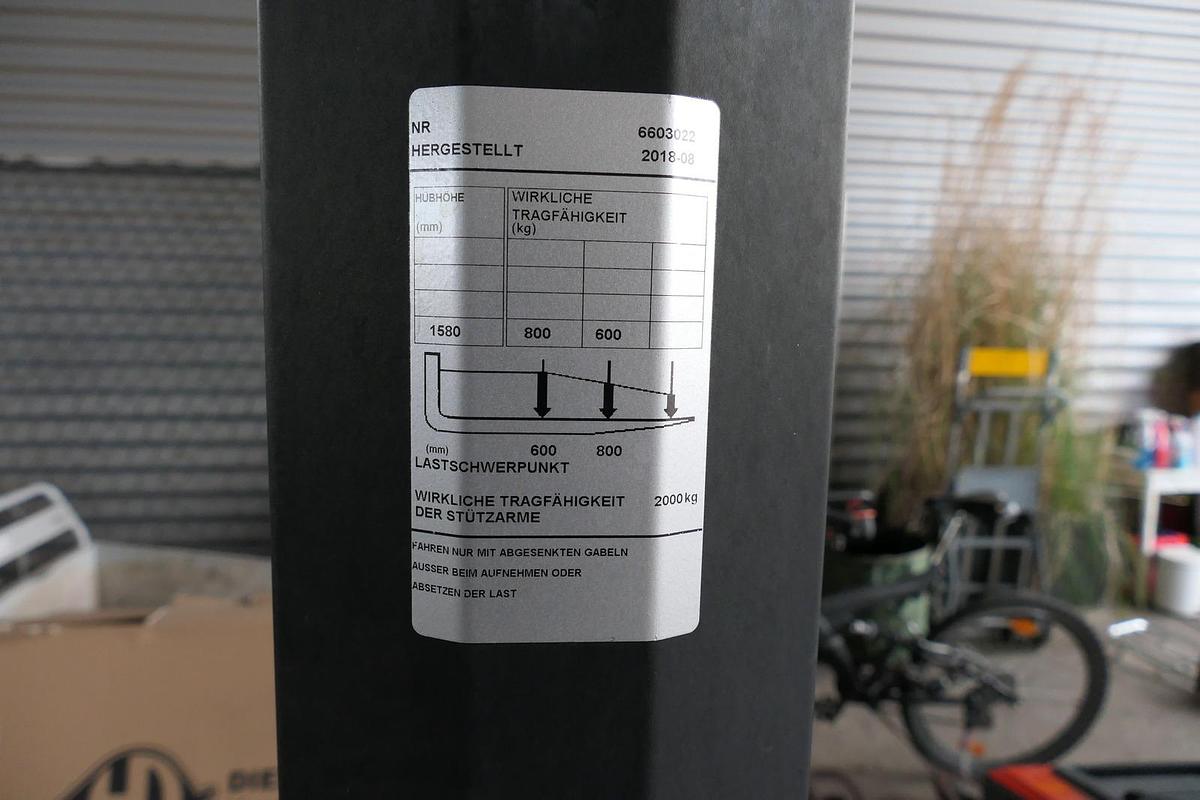 NR 6603022
HERGESTELLT 2018-08
HUBHÖHE
(mm)
WIRKLICHE
TRAGFÄHIGKEIT
(kg)
1580 800 600
(mm) 600 800
LASTSCHWERPUNKT
WIRKLICHE TRAGFÄHIGKEIT 2000 kg
DER STÜTZARME
FAHREN NUR MIT ABGESENKTEN GABELN
AUSSER BEIM AUFNEHMEN ODER
ABSETZEN DER LAST